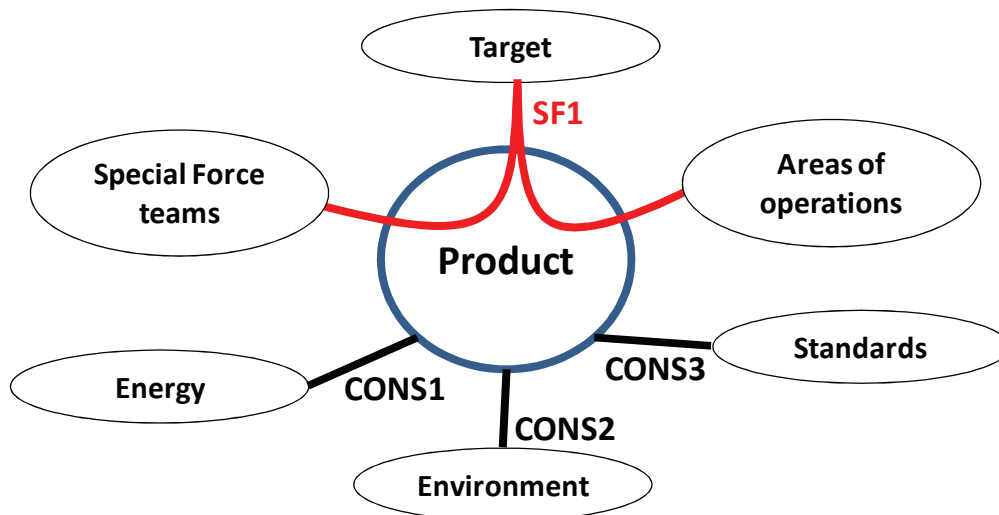 Target
SF1
Special Force
teams
Areas of
operations
Product
Standards
CONS3
Energy
CONS1
CONS2
Environment